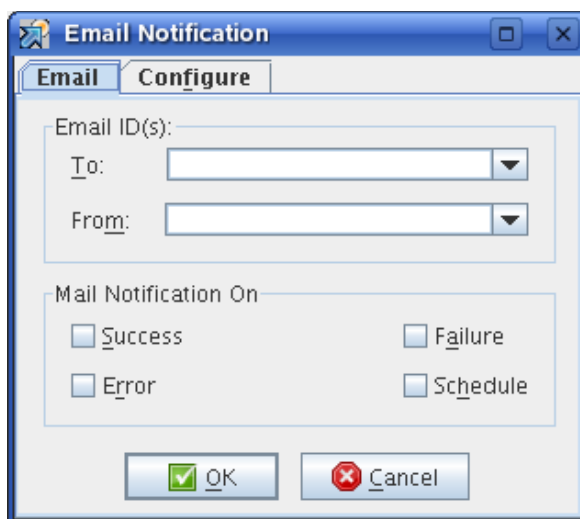 Email Notification
Email Configure
Email ID(s):
To:
From:
Mail Notification On
Success Failure
Error Schedule
OK Cancel